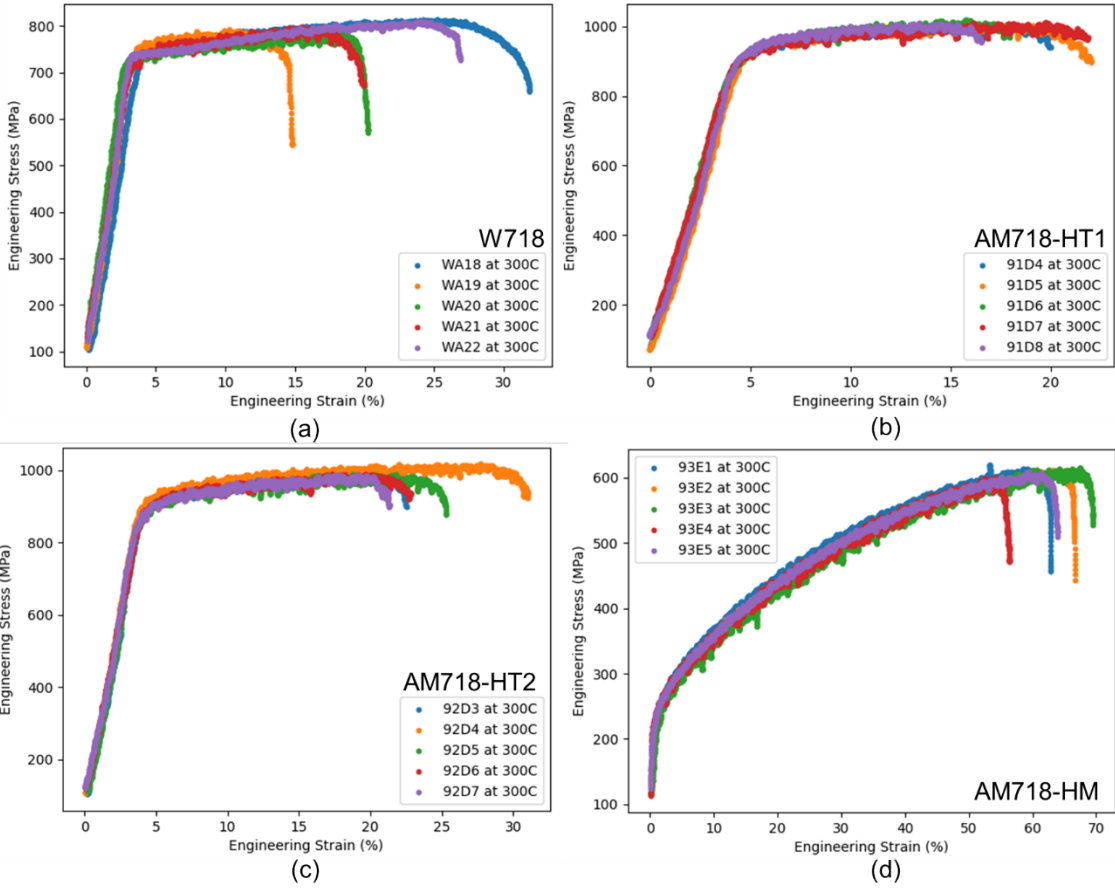 800
700
600
500
400
300
200
100
Engineering Stress (MPa)
W718
WA18 at 300C
WA19 at 300C
WA20 at 300C
WA21 at 300C
WA22 at 300C
0 5 10 15 20 25 30
Engineering Strain (%)
(a)
1000
800
600
400
200
Engineering Stress (MPa)
AM718-HT1
91D4 at 300C
91D5 at 300C
91D6 at 300C
91D7 at 300C
91D8 at 300C
0 5 10 15 20
Engineering Strain (%)
(b)
1000
800
600
400
200
Engineering Stress (MPa)
AM718-HT2
92D3 at 300C
92D4 at 300C
92D5 at 300C
92D6 at 300C
92D7 at 300C
0 5 10 15 20 25 30
Engineering Strain (%)
(c)
600
500
400
300
200
100
Engineering Stress (MPa)
93E1 at 300C
93E2 at 300C
93E3 at 300C
93E4 at 300C
93E5 at 300C
AM718-HM
0 10 20 30 40 50 60 70
Engineering Strain (%)
(d)